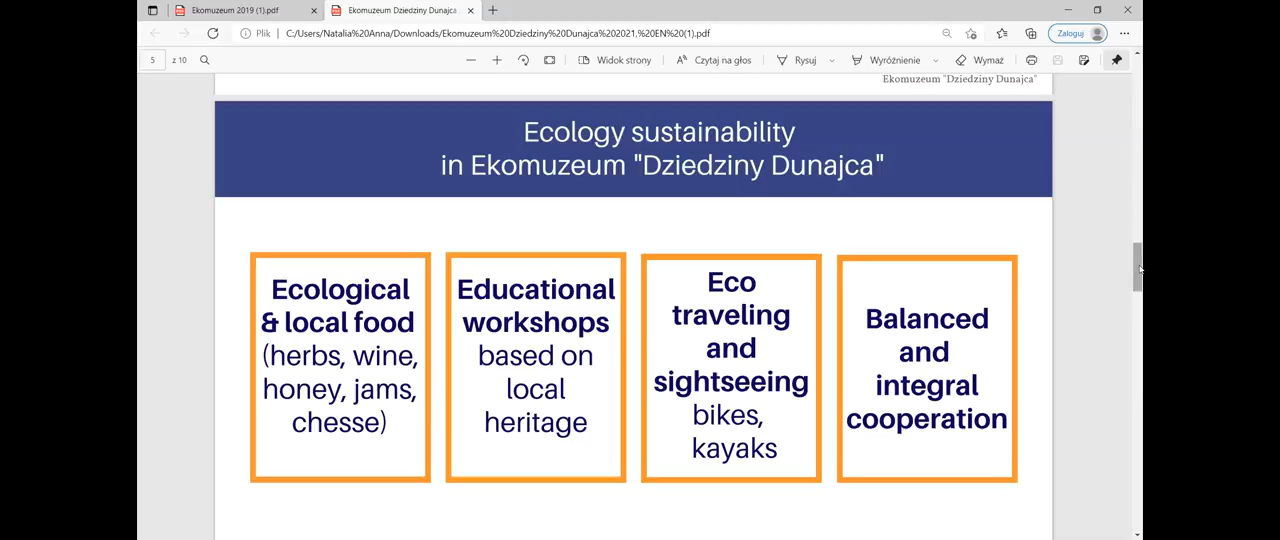 Ekomuzeum 2019 (1).pdf
Ekomuzeum Dziedziny Dunajca
Plik
C:/Users/Natalia%20Anna/Downloads/Ekomuzeum%20Dziedziny%20Dunajca%202021,%20EN%20(1).pdf
Zaloguj
5 z 10
Widok strony
Czytaj na głos
Rysuj
Wyróżnienie
Wymaż
Ekomuzeum "Dziedziny Dunajca"
Ecology sustainability
in Ekomuzeum "Dziedziny Dunajca"
Ecological
& local food
(herbs, wine,
honey, jams,
chesse)
Educational
workshops
based on
local
heritage
Eco
traveling
and
sightseeing
bikes,
kayaks
Balanced
and
integral
cooperation